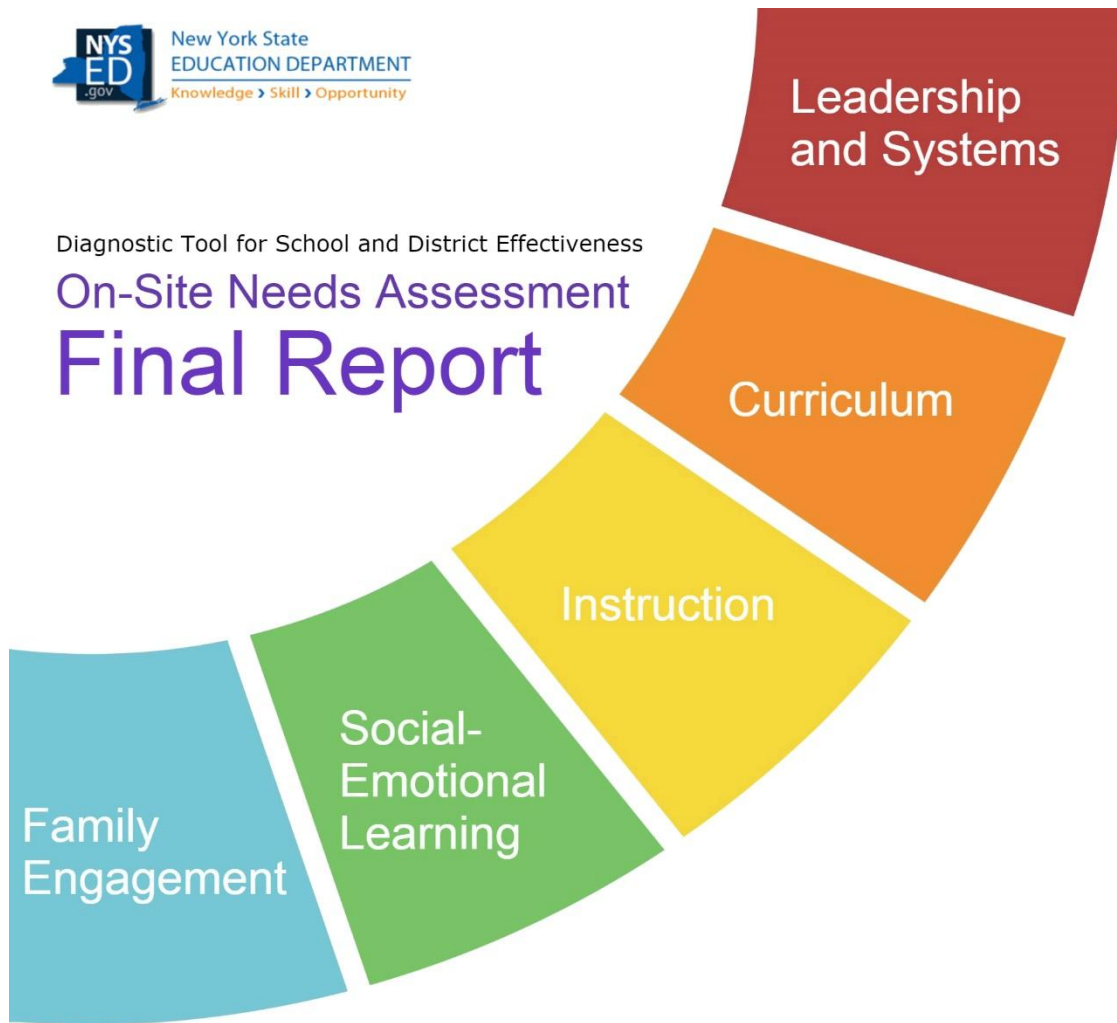 NYS
ED
.gov
New York State
EDUCATION DEPARTMENT
Knowledge › Skill › Opportunity
Diagnostic Tool for School and District Effectiveness
On-Site Needs Assessment
Final Report
Leadership
and Systems
Curriculum
Instruction
Social-
Emotional
Learning
Family
Engagement